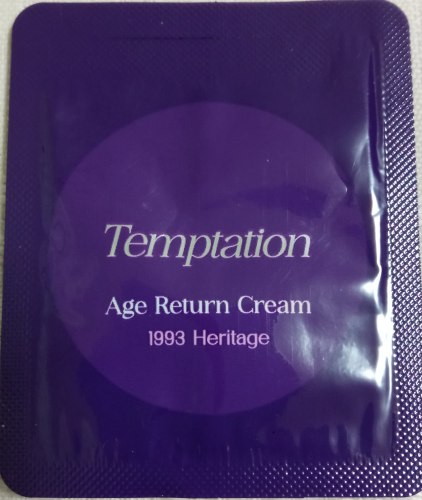 Temptation
Age Return Cream
1993 Heritage